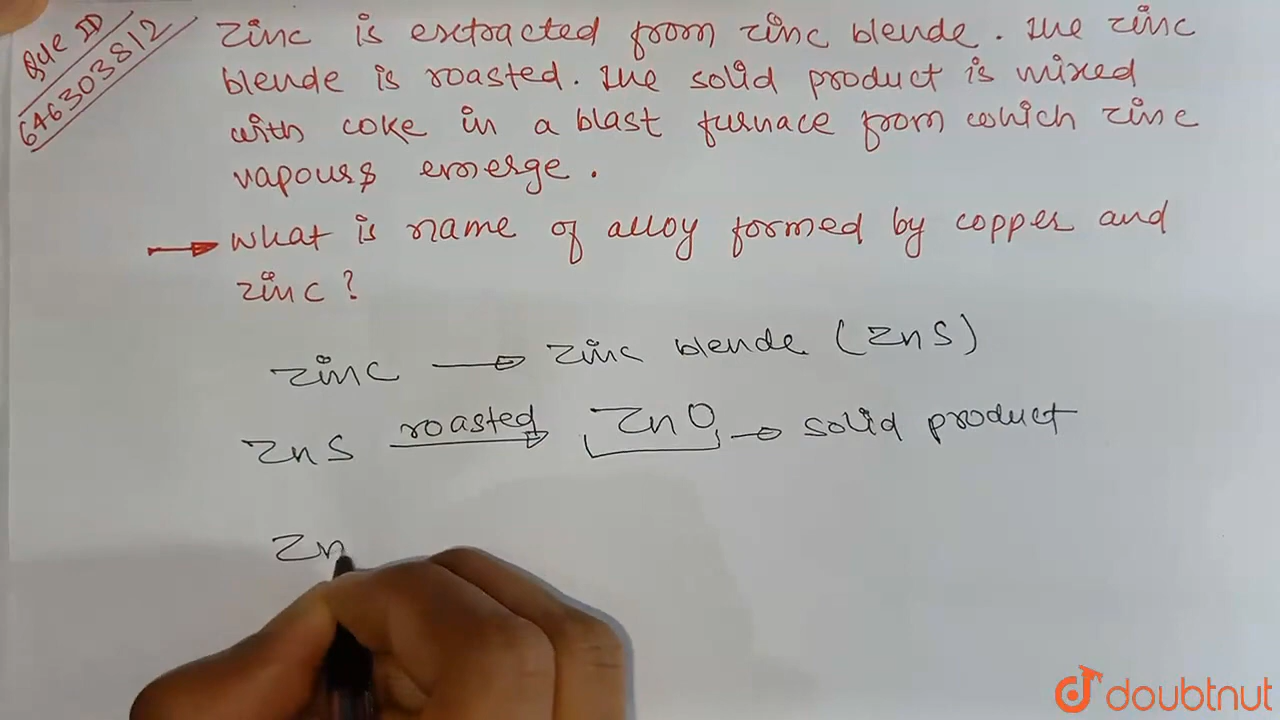 Que ID
646303812
Zinc is extracted from zinc blende. The zinc
blende is roasted. The solid product is mixed
with coke in a blast furnace from which zinc
vapours emerge.
→ What is name of alloy formed by copper and
zinc?
zinc → zinc blende (ZnS)
ZnS roasted → ZnO → solid product
Zn
doubtnut